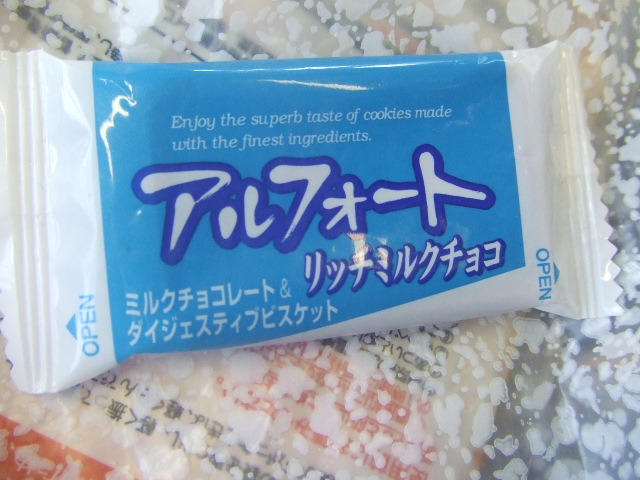 Enjoy the superb taste of cookies made
with the finest ingredients.
アルフォート
リッチミルクチョコ
ミルクチョコレート&
ダイジェスティブビスケット
OPEN
OPEN